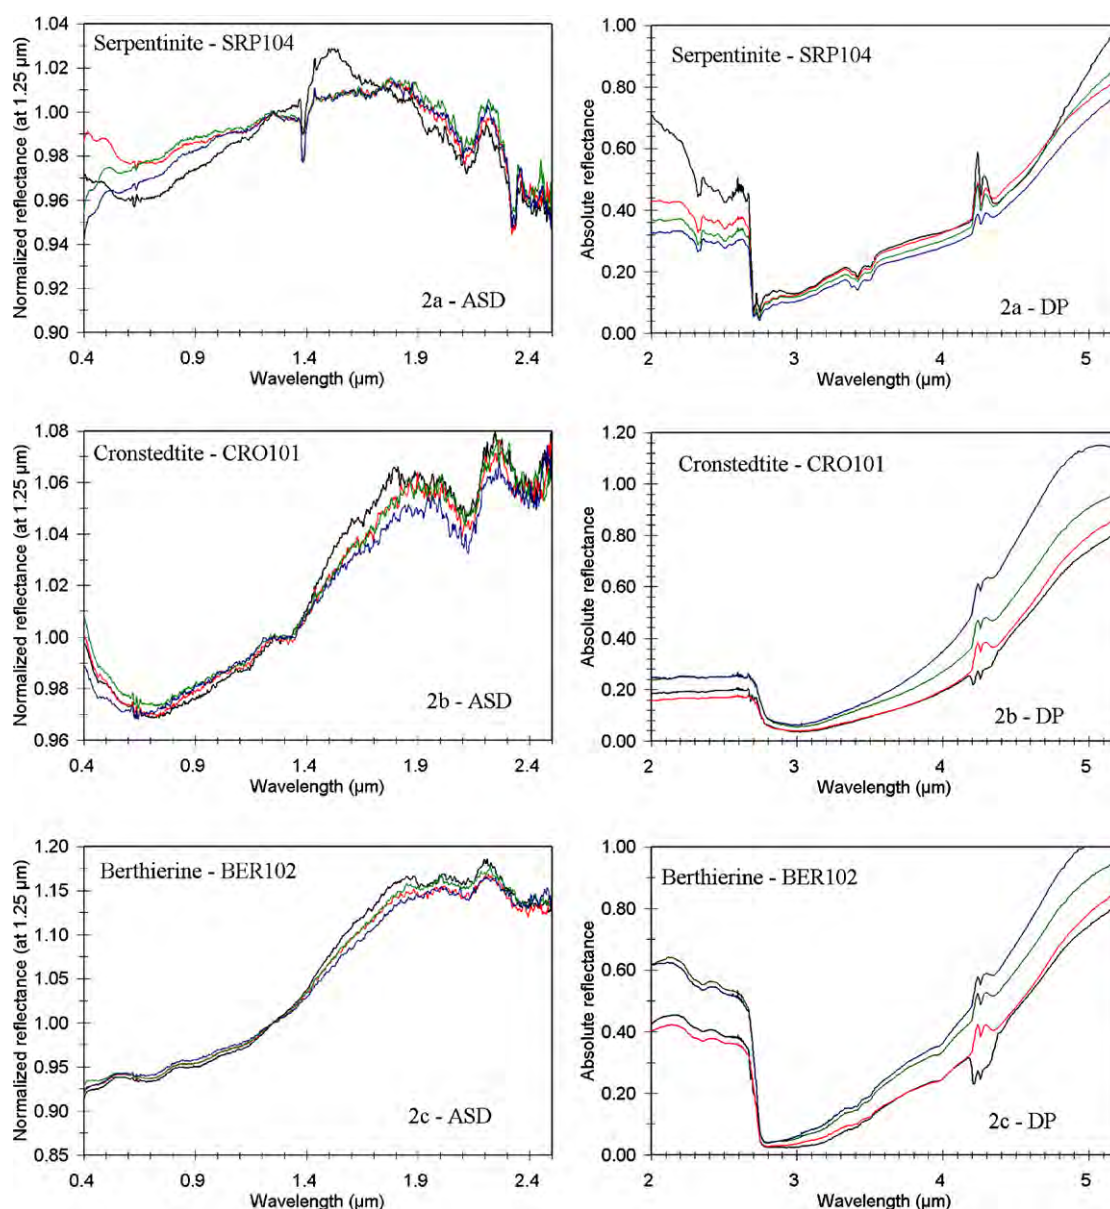 Normalized reflectance (at 1.25 µm)
1.04
1.02
1.00
0.98
0.96
0.94
0.92
0.90
Serpentinite - SRP104
2a - ASD
0.4 0.9 1.4 1.9 2.4
Wavelength (µm)
Absolute reflectance
1.00
0.80
0.60
0.40
0.20
0.00
Serpentinite - SRP104
2a - DP
2 3 4 5
Wavelength (µm)
Normalized reflectance (at 1.25 µm)
1.08
1.06
1.04
1.02
1.00
0.98
0.96
Cronstedtite - CRO101
2b - ASD
0.4 0.9 1.4 1.9 2.4
Wavelength (µm)
Absolute reflectance
1.20
1.00
0.80
0.60
0.40
0.20
0.00
Cronstedtite - CRO101
2b - DP
2 3 4 5
Wavelength (µm)
Normalized reflectance (at 1.25 µm)
1.20
1.15
1.10
1.05
1.00
0.95
0.90
0.85
Berthierine - BER102
2c - ASD
0.4 0.9 1.4 1.9 2.4
Wavelength (µm)
Absolute reflectance
1.00
0.80
0.60
0.40
0.20
0.00
Berthierine - BER102
2c - DP
2 3 4 5
Wavelength (µm)